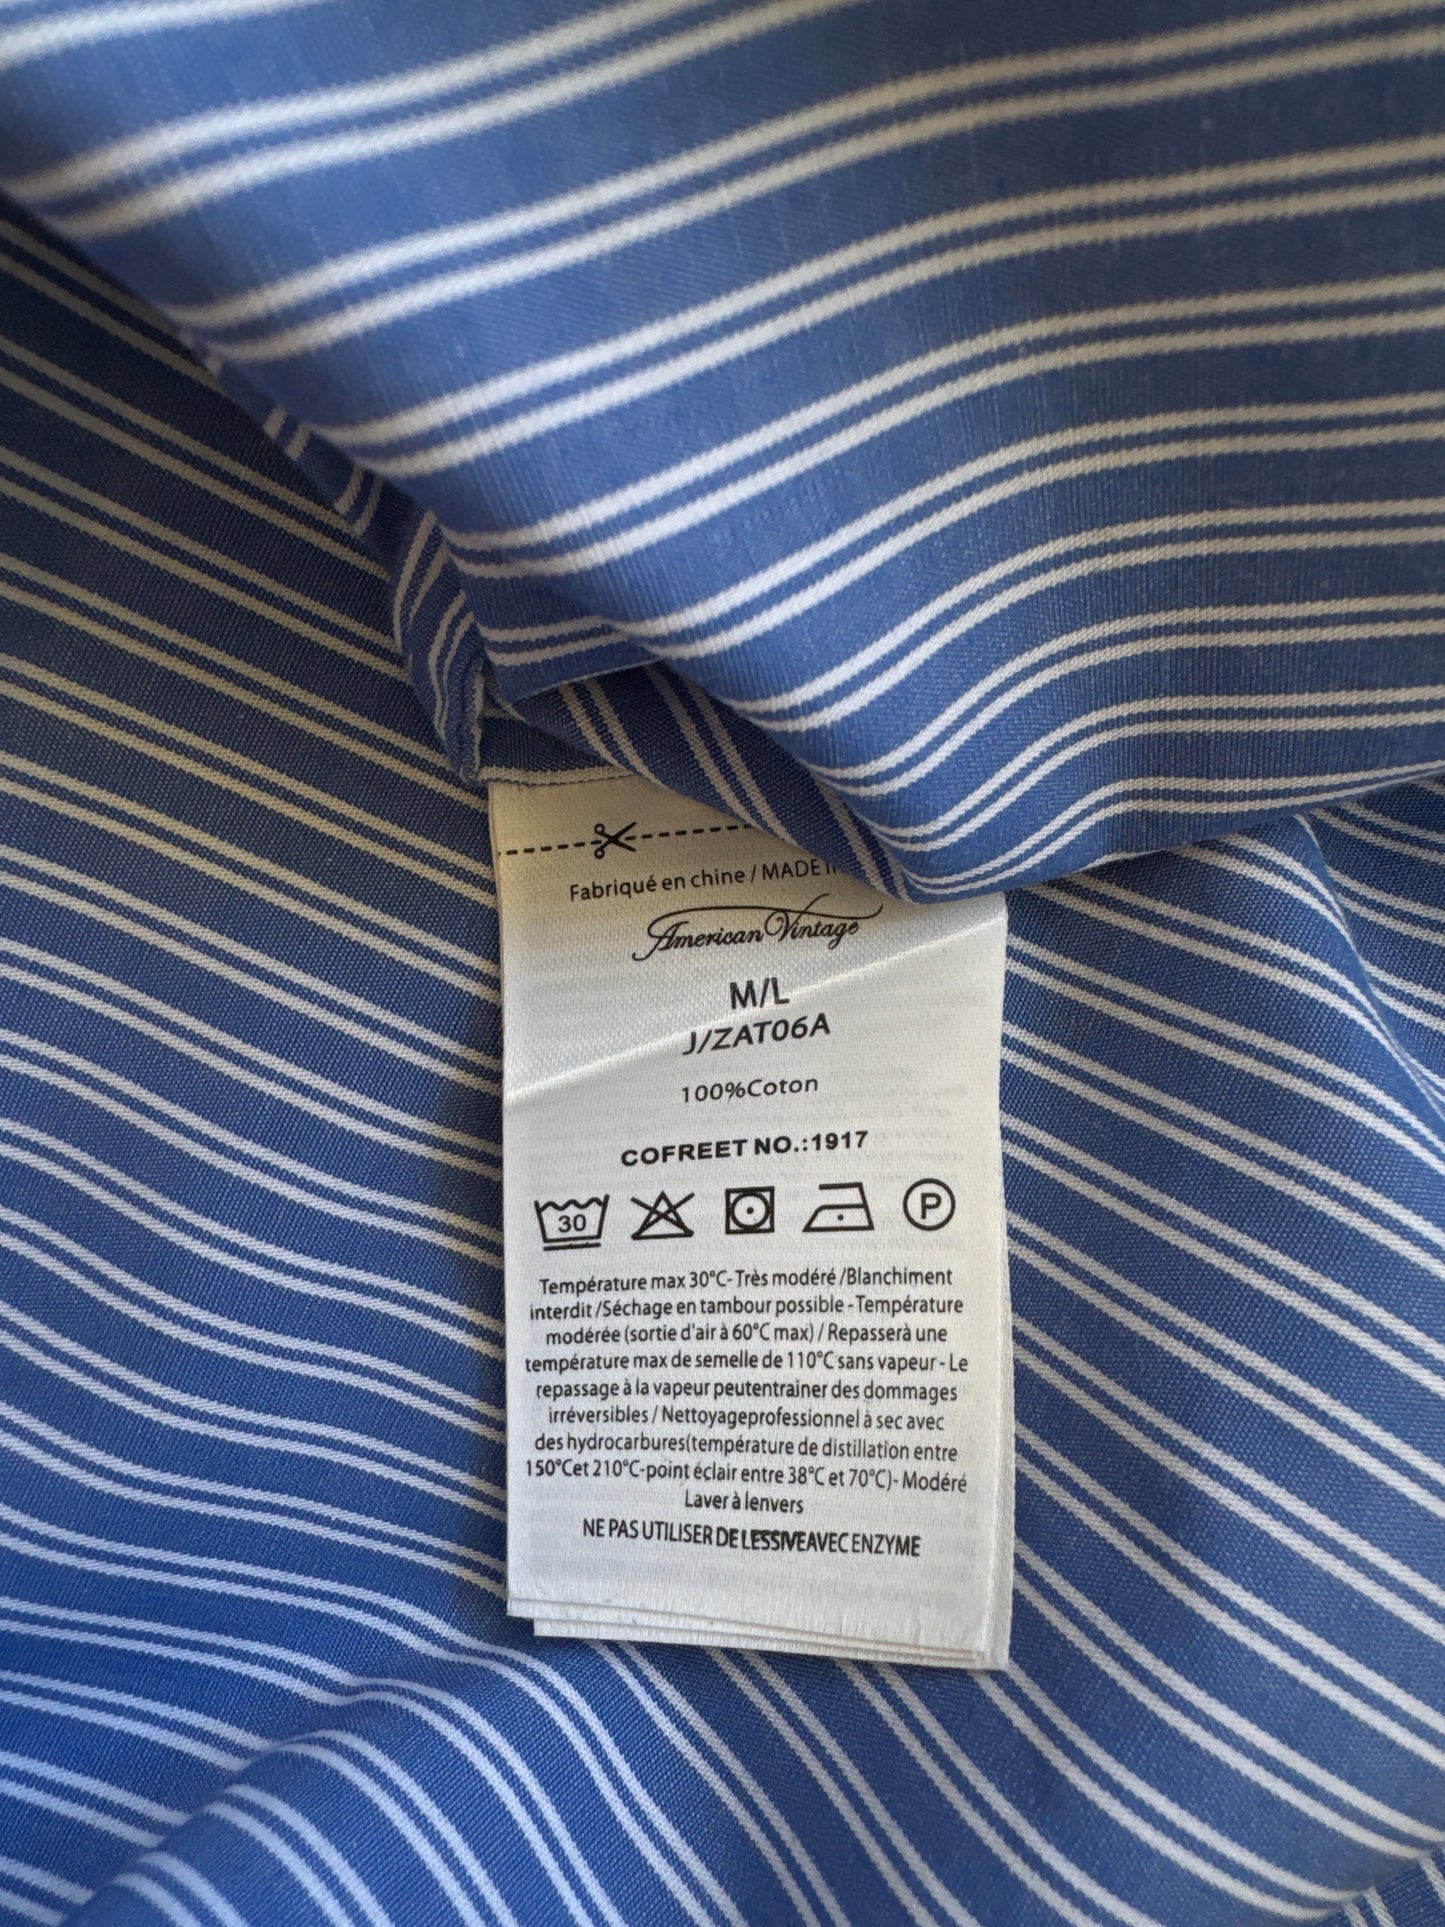 Fabriqué en chine / MADE
American Vintage
M/L
J/ZAT06A
100%Coton
COFREET NO.:1917
30
P
Température max 30°C- Très modéré /Blanchiment
interdit /Séchage en tambour possible - Température
modérée (sortie d'air à 60°C max) / Repasserà une
température max de semelle de 110°C sans vapeur - Le
repassage à la vapeur peutentrainer des dommages
irréversibles / Nettoyageprofessionnel à sec avec
des hydrocarbures(température de distillation entre
150°Cet 210°C-point éclair entre 38°C et 70°C)- Modéré
Laver à lenvers
NE PAS UTILISER DE LESSIVEAVEC ENZYME